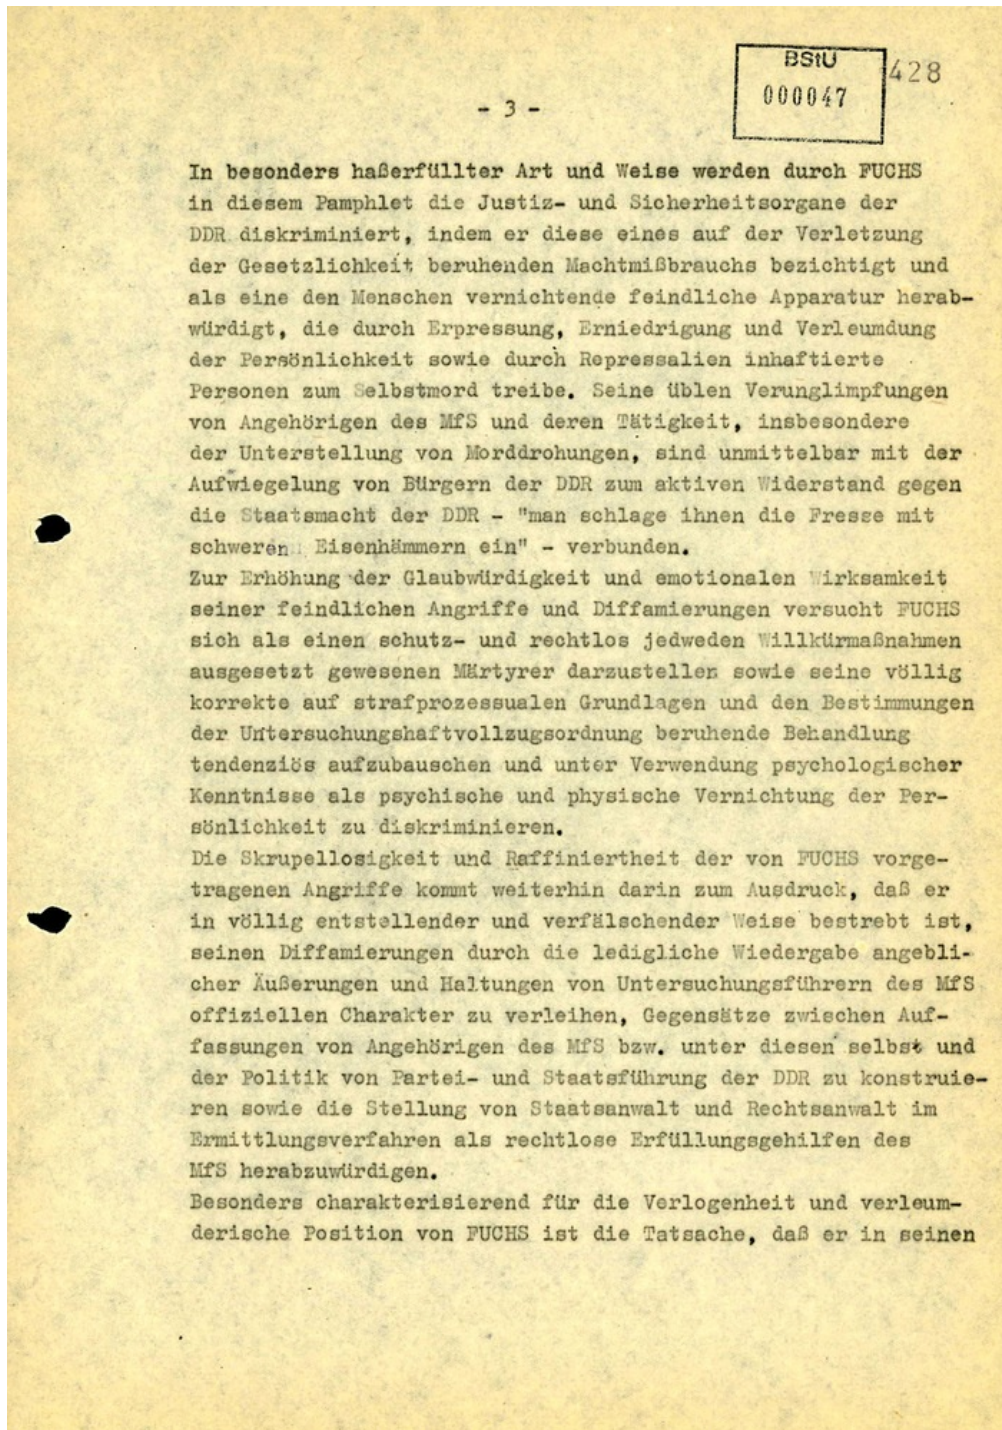 BStU
000047
428
- 3 -
In besonders haßerfüllter Art und Weise werden durch FUCHS
in diesem Pamphlet die Justiz- und Sicherheitsorgane der
DDR diskriminiert, indem er diese eines auf der Verletzung
der Gesetzlichkeit beruhenden Machtmißbrauchs bezichtigt und
als eine den Menschen vernichtende feindliche Apparatur herab-
würdigt, die durch Erpressung, Erniedrigung und Verleumdung
der Persönlichkeit sowie durch Repressalien inhaftierte
Personen zum Selbstmord treibe. Seine üblen Verunglimpfungen
von Angehörigen des MfS und deren Tätigkeit, insbesondere
der Unterstellung von Morddrohungen, sind unmittelbar mit der
Aufwiegelung von Bürgern der DDR zum aktiven Widerstand gegen
die Staatsmacht der DDR - "man schlage ihnen die Fresse mit
schweren Eisenhämmern ein" - verbunden.
Zur Erhöhung der Glaubwürdigkeit und emotionalen Wirksamkeit
seiner feindlichen Angriffe und Diffamierungen versucht FUCHS
sich als einen schutz- und rechtlos jedweden Willkürmaßnahmen
ausgesetzt gewesenen Märtyrer darzustellen sowie seine völlig
korrekte auf strafprozessualen Grundlagen und den Bestimmungen
der Untersuchungshaftvollzugsordnung beruhende Behandlung
tendenziös aufzubauschen und unter Verwendung psychologischer
Kenntnisse als psychische und physische Vernichtung der Per-
sönlichkeit zu diskriminieren.
Die Skrupellosigkeit und Raffiniertheit der von FUCHS vorge-
tragenen Angriffe kommt weiterhin darin zum Ausdruck, daß er
in völlig entstellender und verfälschender Weise bestrebt ist,
seinen Diffamierungen durch die ledigliche Wiedergabe angebli-
cher Äußerungen und Haltungen von Untersuchungsführern des MfS
offiziellen Charakter zu verleihen, Gegensätze zwischen Auf-
fassungen von Angehörigen des MfS bzw. unter diesen selbst und
der Politik von Partei- und Staatsführung der DDR zu konstruie-
ren sowie die Stellung von Staatsanwalt und Rechtsanwalt im
Ermittlungsverfahren als rechtlose Erfüllungsgehilfen des
MfS herabzuwürdigen.
Besonders charakterisierend für die Verlogenheit und verleum-
derische Position von FUCHS ist die Tatsache, daß er in seinen